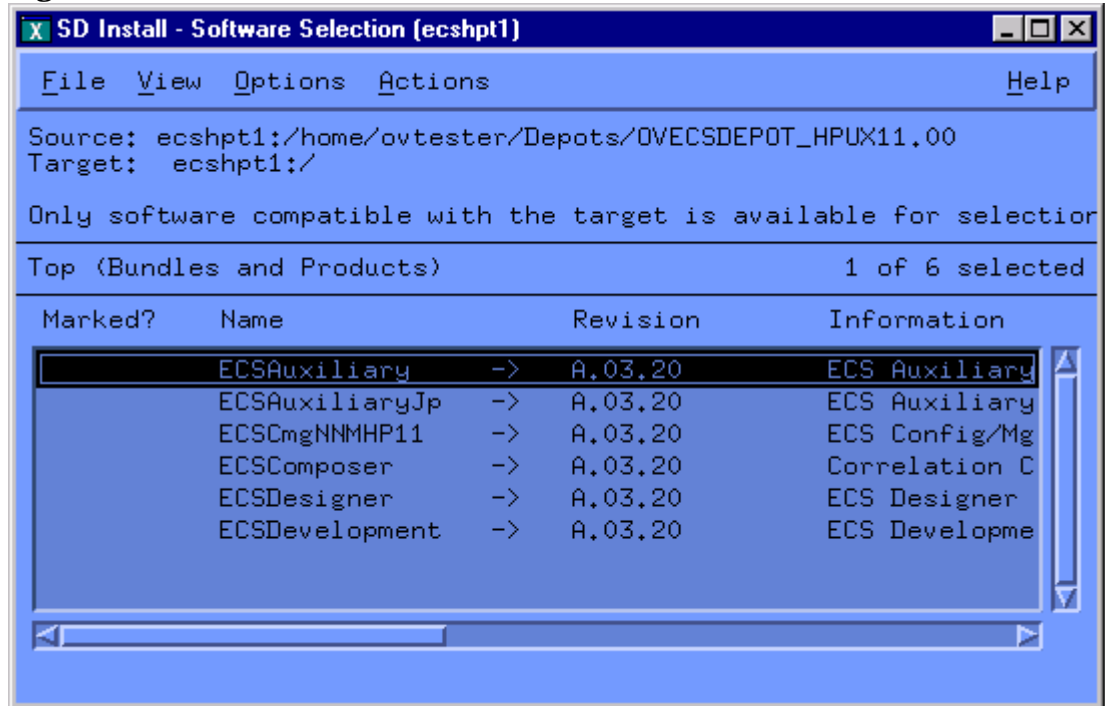 SD Install - Software Selection (ecshpt1)
File View Options Actions Help
Source: ecshpt1:/home/ovtester/Depots/OVECSDEPOT_HPUX11.00
Target: ecshpt1:/
Only software compatible with the target is available for selection
Top (Bundles and Products) 1 of 6 selected
Marked? Name Revision Information
ECSAuxiliary -> A.03.20 ECS Auxiliary
ECSAuxiliaryJp -> A.03.20 ECS Auxiliary
ECSCmgNNMHP11 -> A.03.20 ECS Config/Mg
ECSComposer -> A.03.20 Correlation C
ECSDesigner -> A.03.20 ECS Designer
ECSDevelopment -> A.03.20 ECS Developme